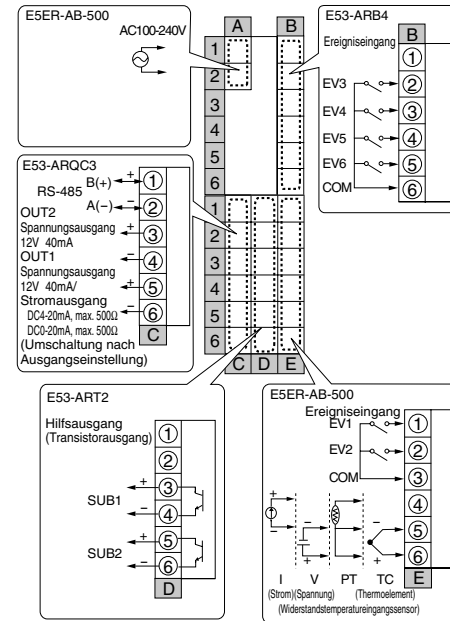 E5ER-AB-500
AC100-240V
A
B
1
2
3
4
5
6
1
2
3
4
5
6
C D E
E53-ARB4
Ereigniseingang
B
1
EV3
2
EV4
3
EV5
4
EV6
5
COM
6
E53-ARQC3
B(+)
+
1
RS-485
A(−)
−
2
OUT2
Spannungsausgang
12V 40mA
+
3
OUT1
−
4
Spannungsausgang
12V 40mA/
+
5
Stromausgang
−
6
DC4-20mA, max. 500Ω
DC0-20mA, max. 500Ω
C
(Umschaltung nach
Ausgangseinstellung)
E53-ART2
Hilfsausgang
(Transistorausgang)
1
2
+
3
SUB1
−
4
+
5
SUB2
−
6
D
E5ER-AB-500
Ereigniseingang
EV1
1
EV2
2
COM
3
4
+
−
−
5
−
+
+
6
I V PT TC
E
(Strom) (Spannung) (Thermoelement)
(Widerstandstemperatureingangssensor)